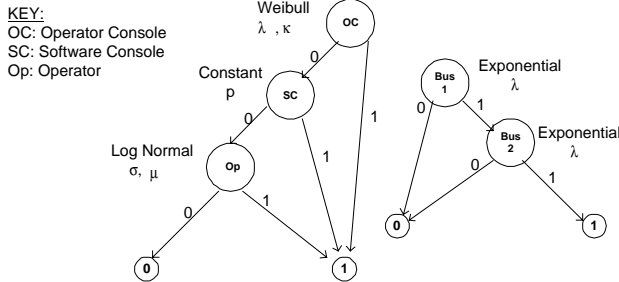 KEY:
OC: Operator Console
SC: Software Console
Op: Operator
Weibull
λ , κ
OC
0
Constant
p
SC
1
0
1
Log Normal
σ, μ
Op
0
1
0
1
Bus
1
Exponential
λ
0
1
Bus
2
Exponential
λ
0
1
0
1